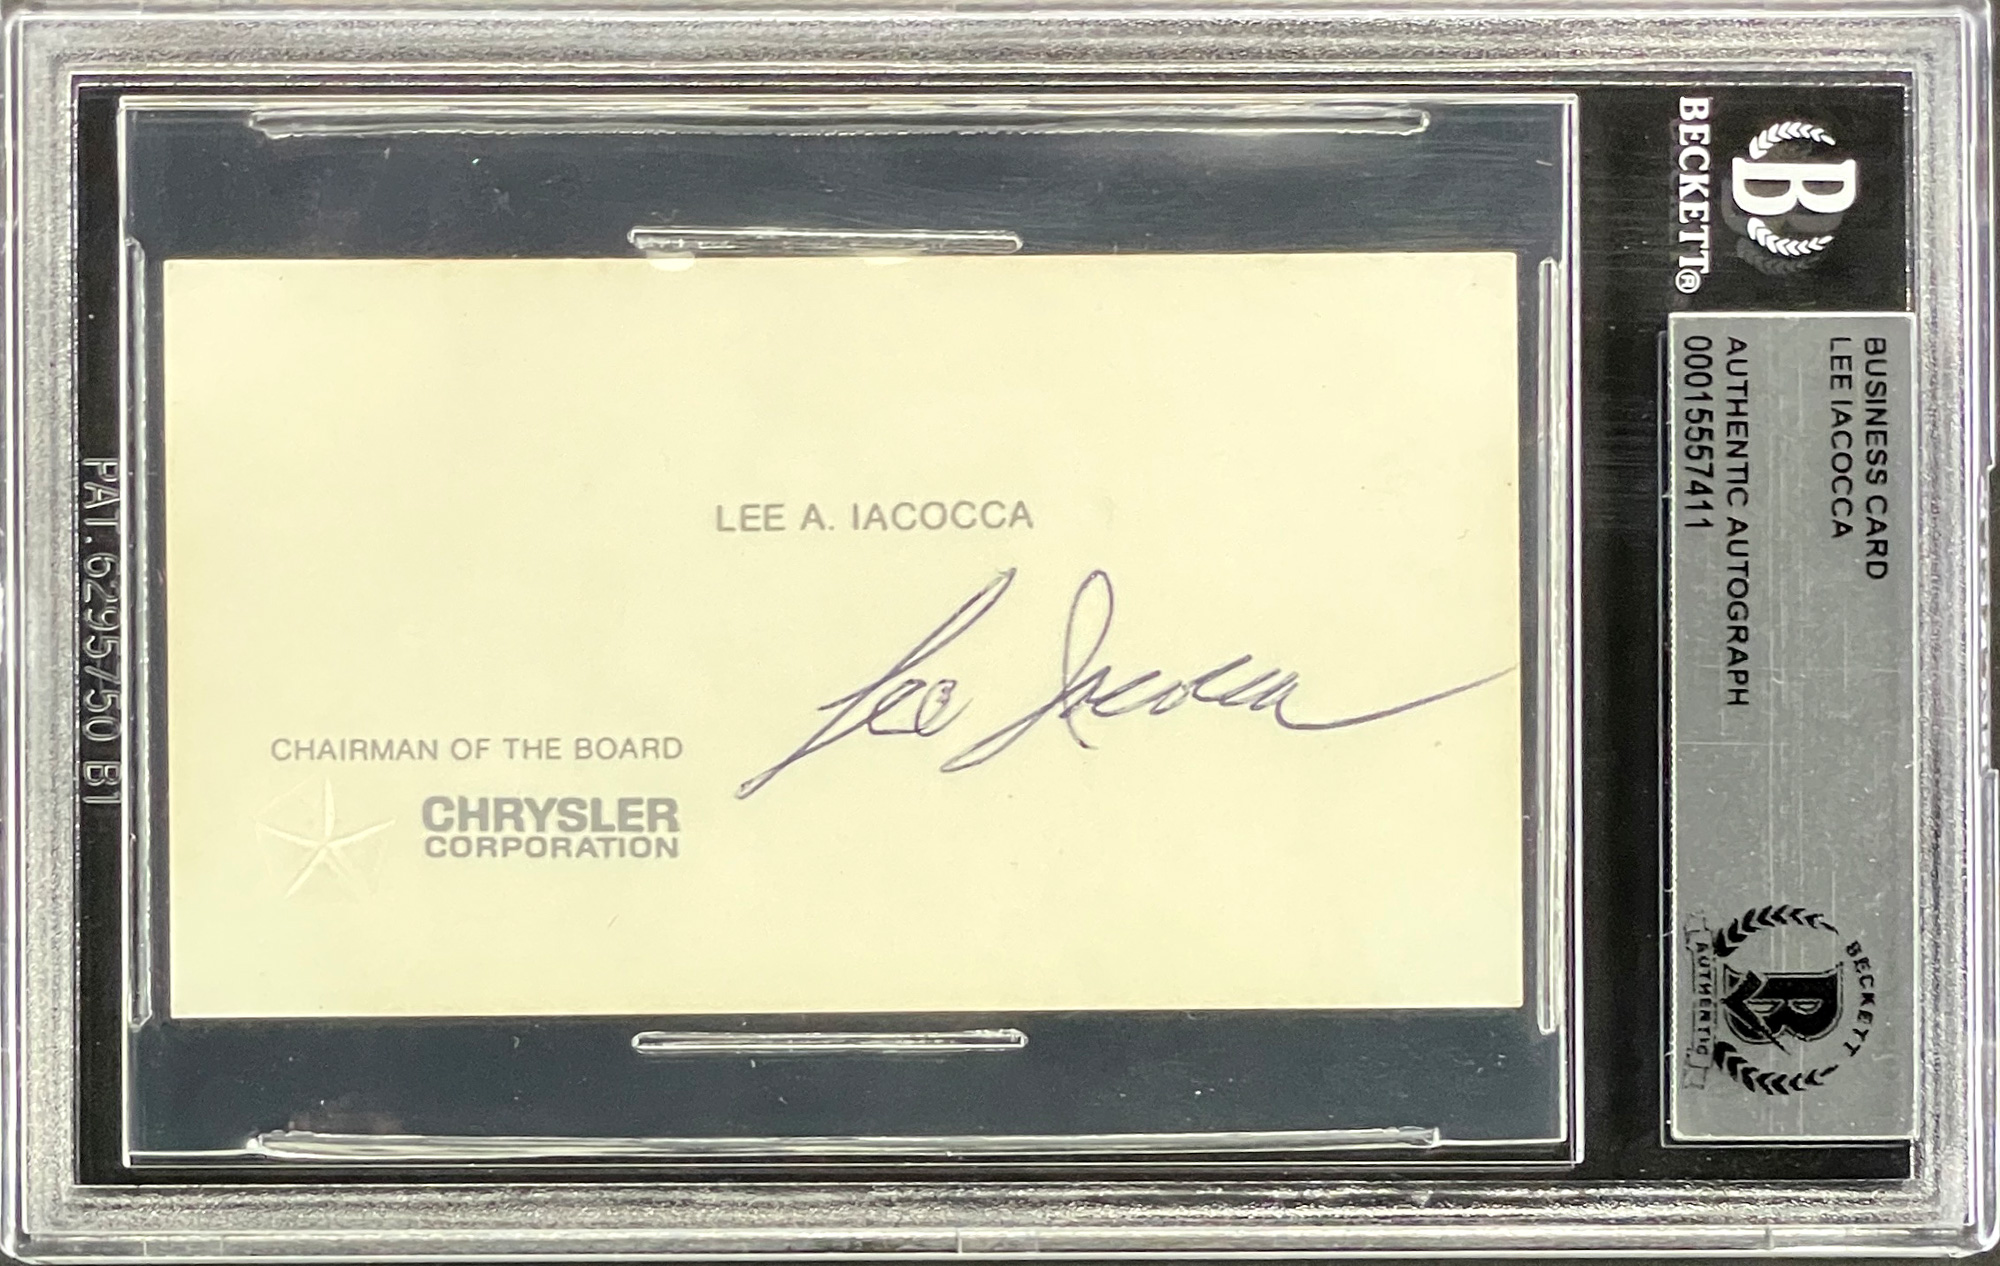 LEE A. IACOCCA
Lee Iacocca
CHAIRMAN OF THE BOARD
CHRYSLER
CORPORATION
B
BECKETT®
BUSINESS CARD
LEE IACOCCA
AUTHENTIC AUTOGRAPH
00015557411
BECKETT
B
AUTHENTIC
PAT. 6295750 B1